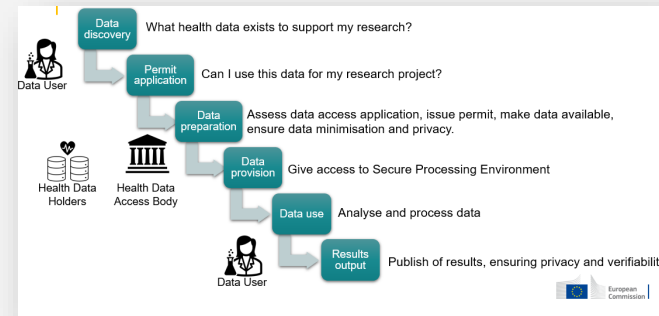 Data
discovery
What health data exists to support my research?
Data User
Permit
application
Can I use this data for my research project?
Data
preparation
Assess data access application, issue permit, make data available,
ensure data minimisation and privacy.
Health Data
Holders
Health Data
Access Body
Data
provision
Give access to Secure Processing Environment
Data use
Analyse and process data
Data User
Results
output
Publish of results, ensuring privacy and verifiabilit
European
Commission